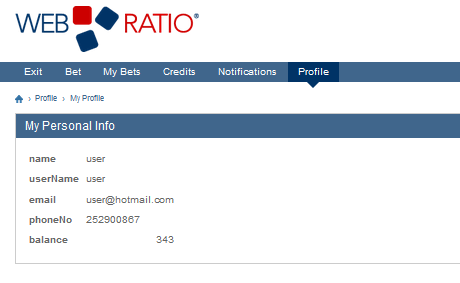 WEB RATIO®
Exit Bet My Bets Credits Notifications Profile
› Profile › My Profile
My Personal Info
name user
userName user
email user@hotmail.com
phoneNo 252900867
balance 343